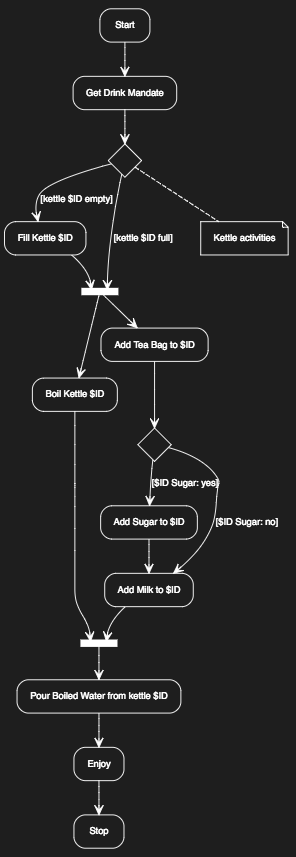 Start
Get Drink Mandate
[kettle $ID empty]
Fill Kettle $ID
[kettle $ID full]
Kettle activities
Add Tea Bag to $ID
Boil Kettle $ID
[$ID Sugar: yes]
Add Sugar to $ID
[$ID Sugar: no]
Add Milk to $ID
Pour Boiled Water from kettle $ID
Enjoy
Stop